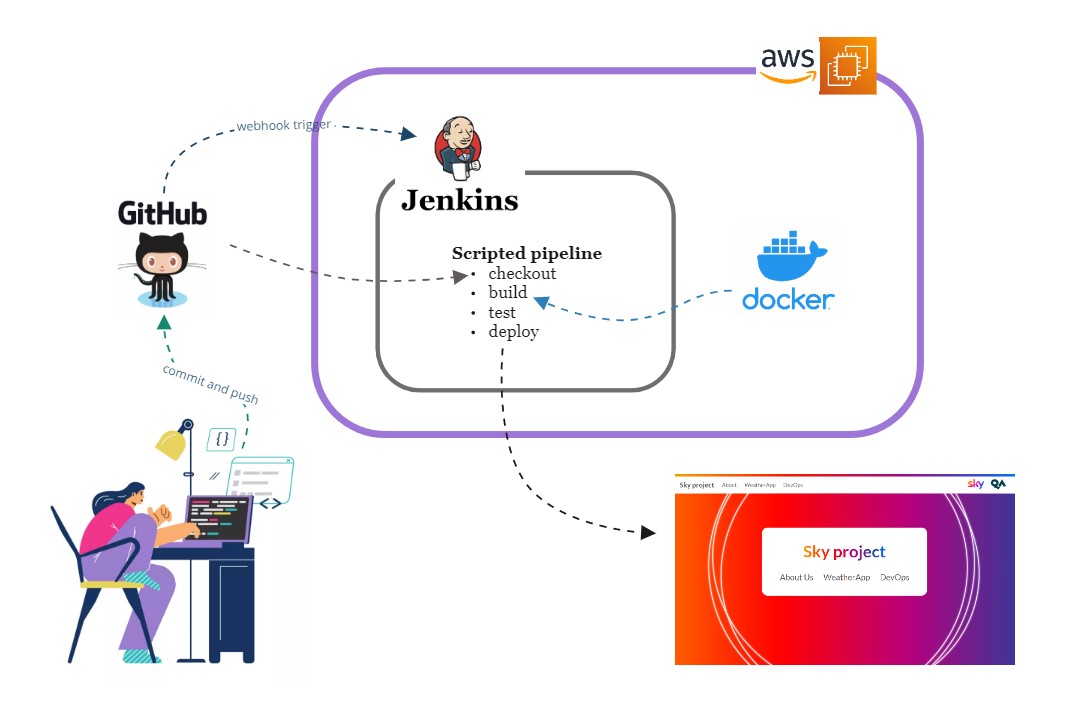 aws
webhook trigger
Jenkins
GitHub
Scripted pipeline
• checkout
• build
• test
• deploy
docker
commit and push
{}
//
<>
Sky project About WeatherApp DevOps sky QA
Sky project
About Us WeatherApp DevOps